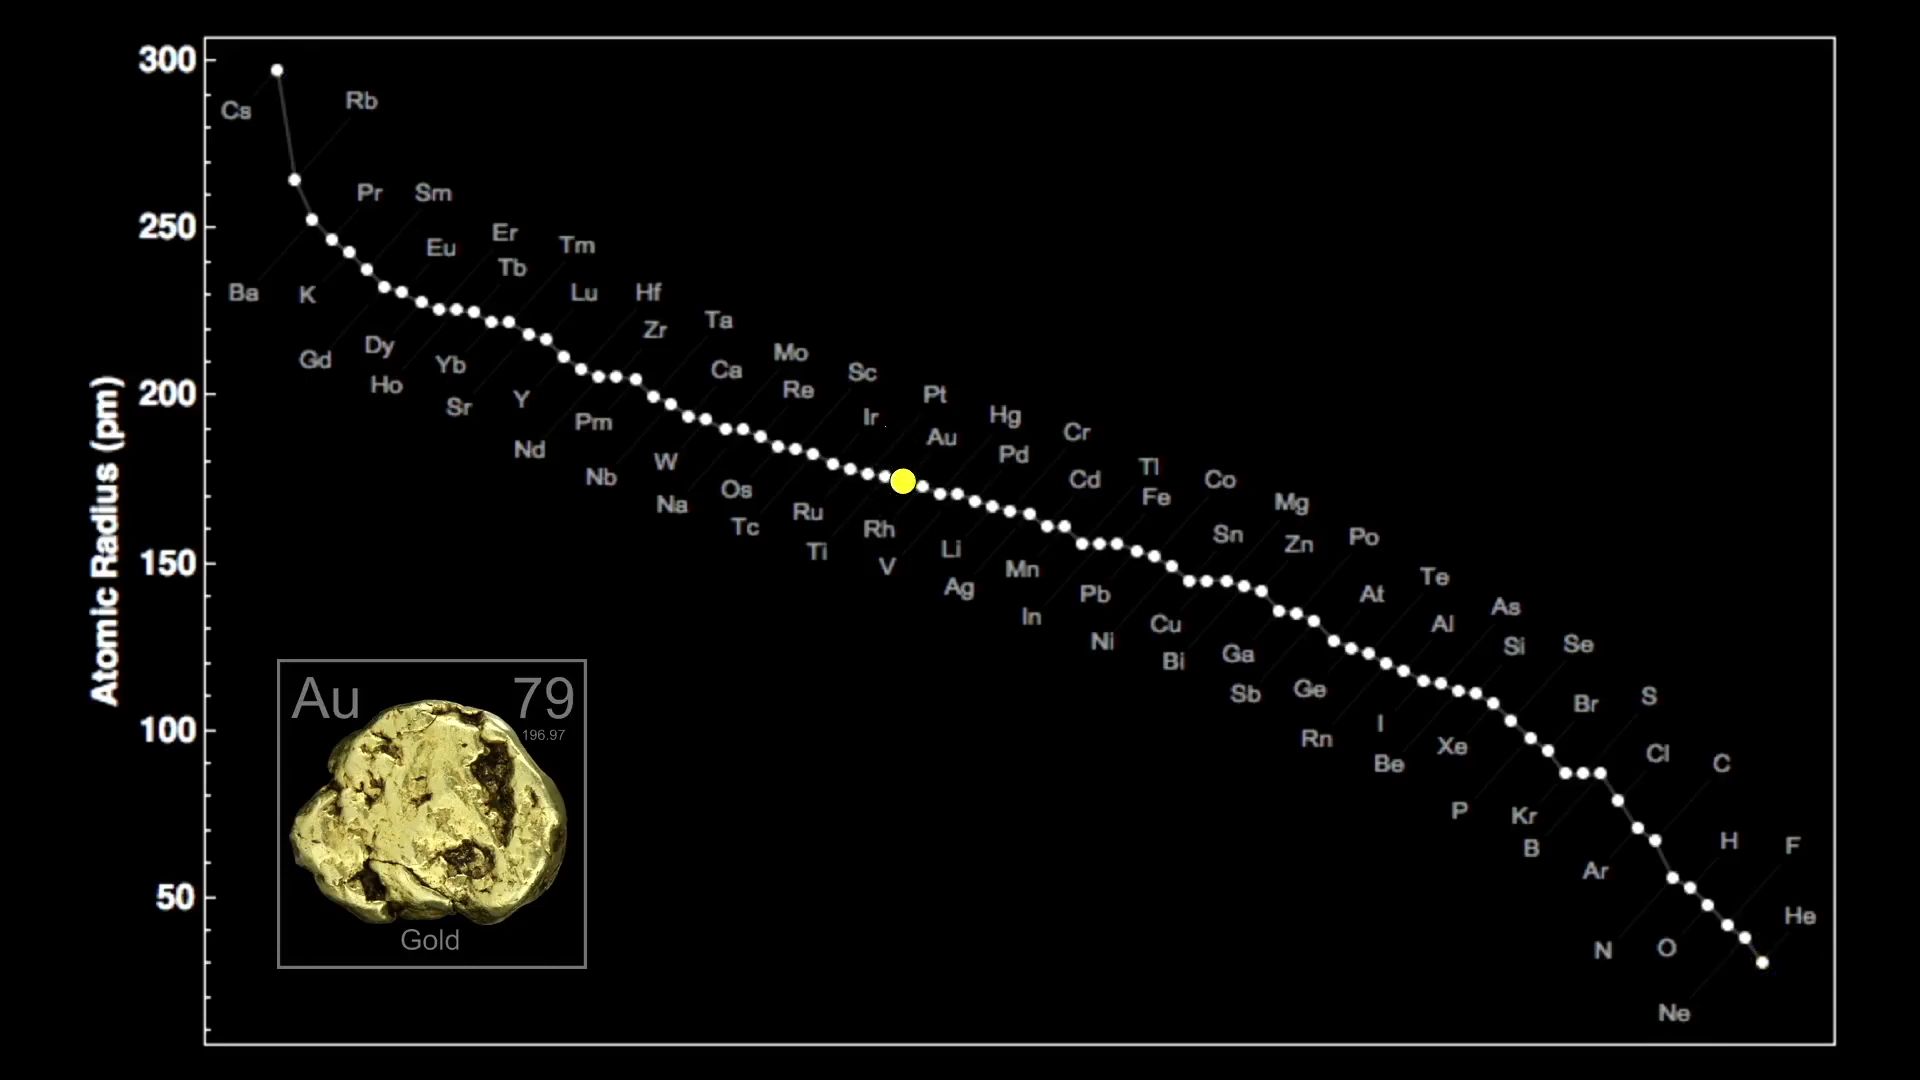 300
Cs
Rb
Pr
Sm
250
Er
Eu
Tm
Tb
Ba
K
Lu
Hf
Ta
Zr
Gd
Dy
Mo
Yb
Ca
Sc
Ho
Re
200
Pt
Y
Sr
Ir
Hg
Pm
Cr
Au
Nd
Pd
W
Tl
Nb
Cd
Co
Os
Fe
Na
Mg
Ru
Tc
Rh
Sn
Po
Zn
Li
Ti
150
V
Mn
Te
Ag
Pb
At
As
In
Cu
Al
Ni
Se
Si
Ga
Bi
Atomic Radius (pm)
Ge
Sb
S
Br
I
100
Rn
Xe
Cl
Be
C
P
Kr
H
F
B
Ar
50
He
O
N
Ne
Au 79
196.97
Gold